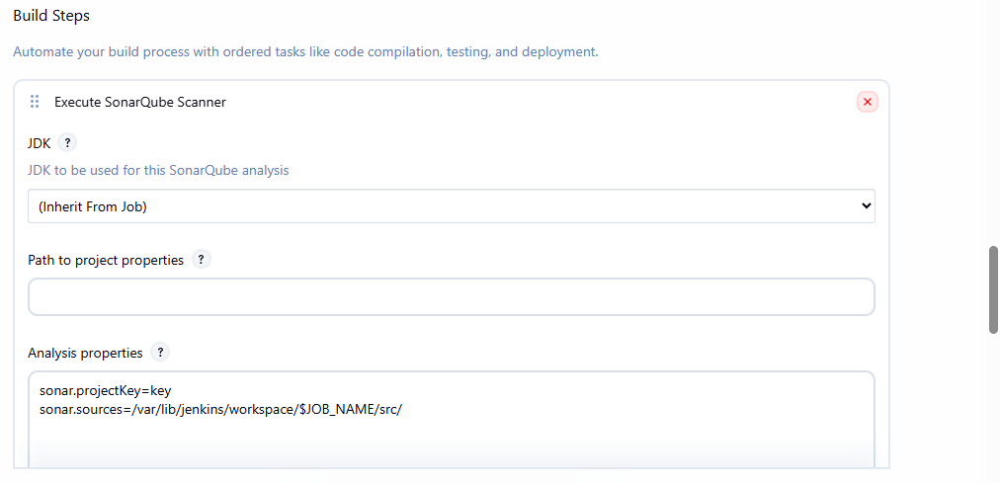 Build Steps
Automate your build process with ordered tasks like code compilation, testing, and deployment.
Execute SonarQube Scanner
JDK ?
JDK to be used for this SonarQube analysis
(Inherit From Job)
Path to project properties ?
Analysis properties ?
sonar.projectKey=key
sonar.sources=/var/lib/jenkins/workspace/$JOB_NAME/src/